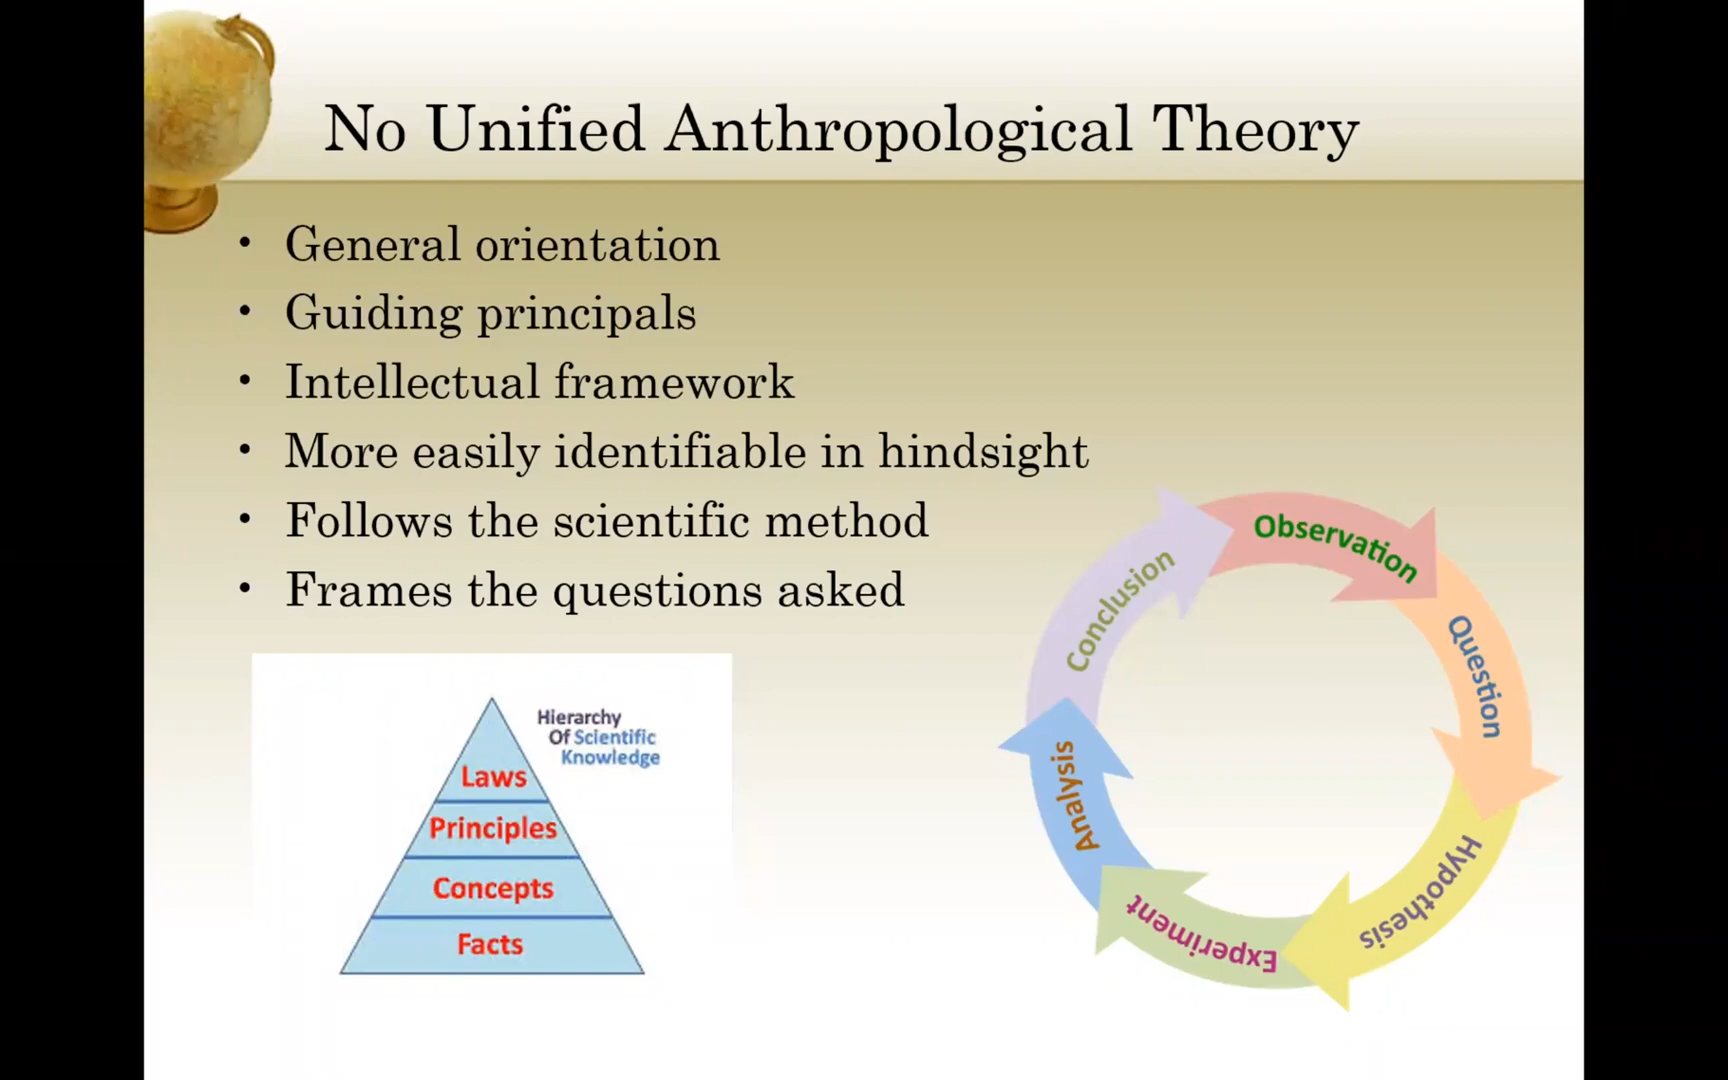 No Unified Anthropological Theory
• General orientation
• Guiding principals
• Intellectual framework
• More easily identifiable in hindsight
• Follows the scientific method
• Frames the questions asked
Hierarchy
Of Scientific
Knowledge
Laws
Principles
Concepts
Facts
Observation
Question
Hypothesis
Experiment
Analysis
Conclusion